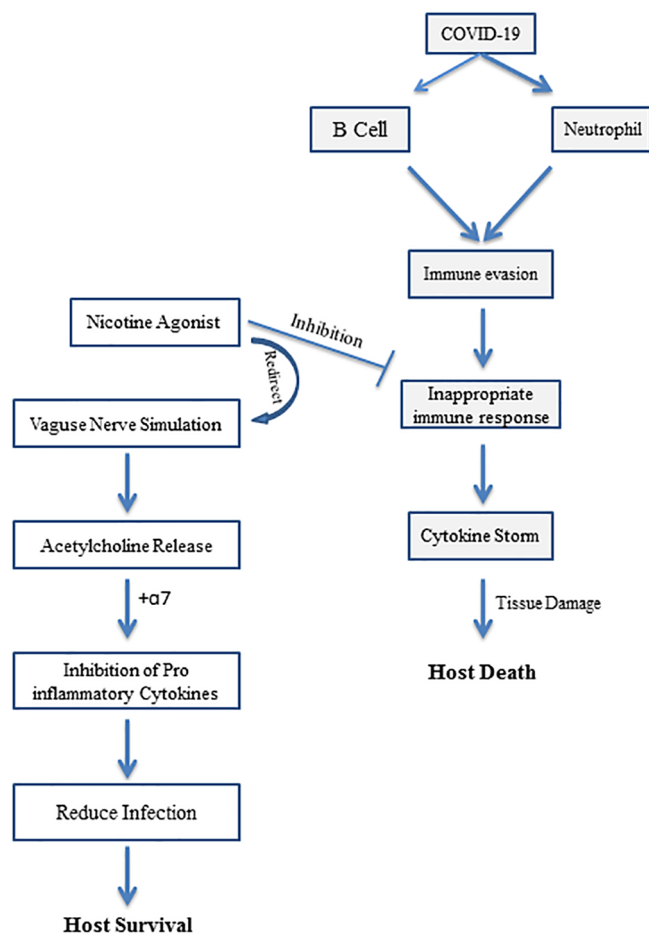 COVID-19
B Cell
Neutrophil
Immune evasion
Nicotine Agonist
Inhibition
Redirect
Inappropriate
immune response
Vaguse Nerve Simulation
Acetylcholine Release
Cytokine Storm
+α7
Tissue Damage
Inhibition of Pro
inflammatory Cytokines
Host Death
Reduce Infection
Host Survival